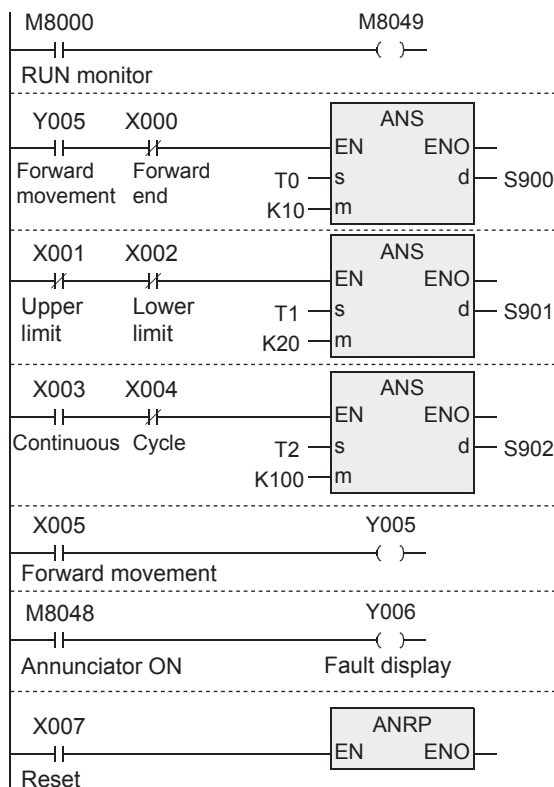 M8000 M8049
RUN monitor
Y005 X000 ANS
EN ENO
Forward Forward
movement end
T0 s d S900
K10 m
X001 X002 ANS
EN ENO
Upper Lower
limit limit
T1 s d S901
K20 m
X003 X004 ANS
EN ENO
Continuous Cycle
T2 s d S902
K100 m
X005 Y005
Forward movement
M8048 Y006
Annunciator ON Fault display
X007 ANRP
EN ENO
Reset